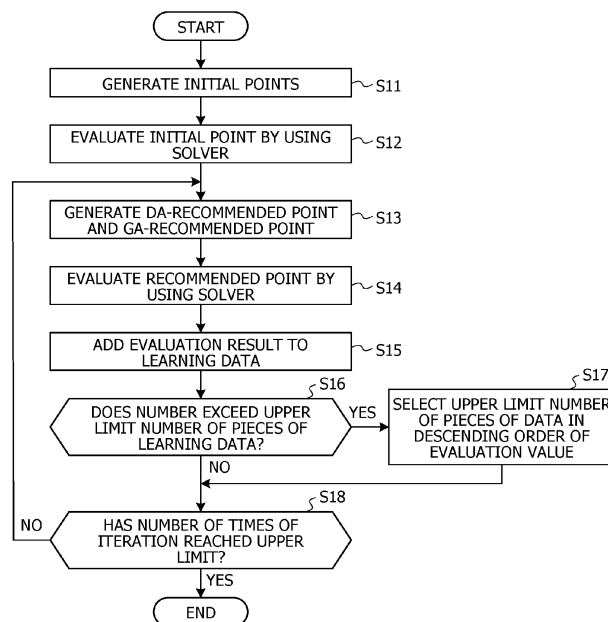 START
GENERATE INITIAL POINTS
S11
EVALUATE INITIAL POINT BY USING
SOLVER
S12
GENERATE DA-RECOMMENDED POINT
AND GA-RECOMMENDED POINT
S13
EVALUATE RECOMMENDED POINT BY
USING SOLVER
S14
ADD EVALUATION RESULT TO
LEARNING DATA
S15
S16
DOES NUMBER EXCEED UPPER
LIMIT NUMBER OF PIECES OF
LEARNING DATA?
YES
S17
SELECT UPPER LIMIT NUMBER
OF PIECES OF DATA IN
DESCENDING ORDER OF
EVALUATION VALUE
NO
S18
HAS NUMBER OF TIMES OF
ITERATION REACHED UPPER
LIMIT?
NO
YES
END